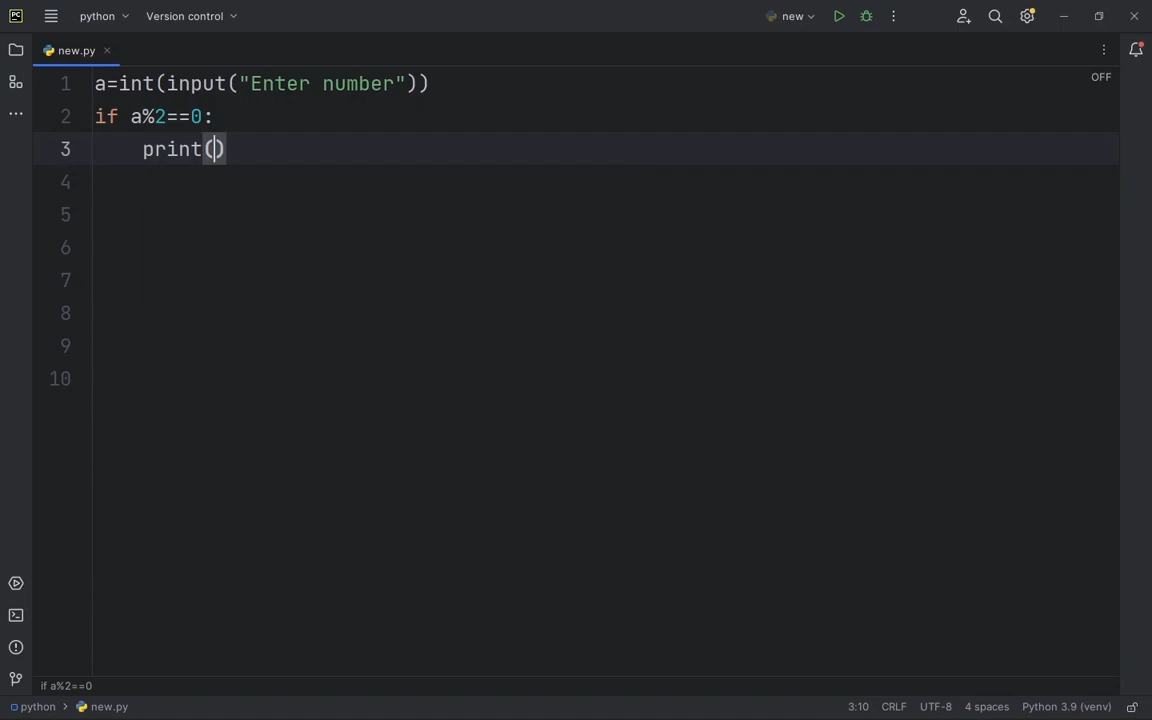 PC python Version control new
new.py
1 a=int(input("Enter number"))
OFF
2 if a%2==0:
3 print()
4
5
6
7
8
9
10
if a%2==0
python > new.py 3:10 CRLF UTF-8 4 spaces Python 3.9 (venv)